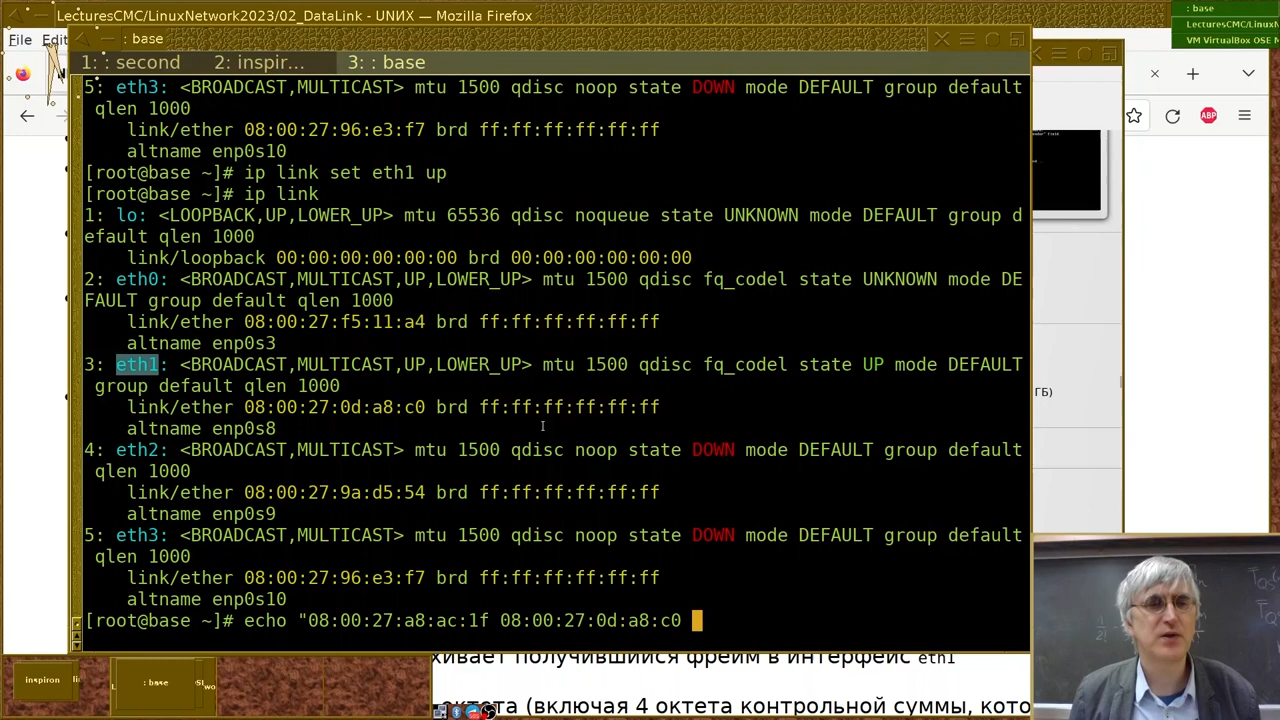 LecturesCMC/LinuxNetwork2023/02_DataLink - UNИX — Mozilla Firefox
: base
LecturesCMC/LinuxN
VM VirtualBox OSE M
File Edit
: base
1: : second 2: inspir... 3: : base
5: eth3: <BROADCAST,MULTICAST> mtu 1500 qdisc noop state DOWN mode DEFAULT group default
qlen 1000
link/ether 08:00:27:96:e3:f7 brd ff:ff:ff:ff:ff:ff
altname enp0s10
[root@base ~]# ip link set eth1 up
[root@base ~]# ip link
1: lo: <LOOPBACK,UP,LOWER_UP> mtu 65536 qdisc noqueue state UNKNOWN mode DEFAULT group d
efault qlen 1000
link/loopback 00:00:00:00:00:00 brd 00:00:00:00:00:00
2: eth0: <BROADCAST,MULTICAST,UP,LOWER_UP> mtu 1500 qdisc fq_codel state UNKNOWN mode DE
FAULT group default qlen 1000
link/ether 08:00:27:f5:11:a4 brd ff:ff:ff:ff:ff:ff
altname enp0s3
3: eth1: <BROADCAST,MULTICAST,UP,LOWER_UP> mtu 1500 qdisc fq_codel state UP mode DEFAULT
group default qlen 1000
link/ether 08:00:27:0d:a8:c0 brd ff:ff:ff:ff:ff:ff
altname enp0s8
4: eth2: <BROADCAST,MULTICAST> mtu 1500 qdisc noop state DOWN mode DEFAULT group default
qlen 1000
link/ether 08:00:27:9a:d5:54 brd ff:ff:ff:ff:ff:ff
altname enp0s9
5: eth3: <BROADCAST,MULTICAST> mtu 1500 qdisc noop state DOWN mode DEFAULT group default
qlen 1000
link/ether 08:00:27:96:e3:f7 brd ff:ff:ff:ff:ff:ff
altname enp0s10
[root@base ~]# echo "08:00:27:a8:ac:1f 08:00:27:0d:a8:c0
ABP
ГБ)
хивает получившийся фрейм в интерфейс eth1
ета (включая 4 октета контрольной суммы, кото
inspiron
: base